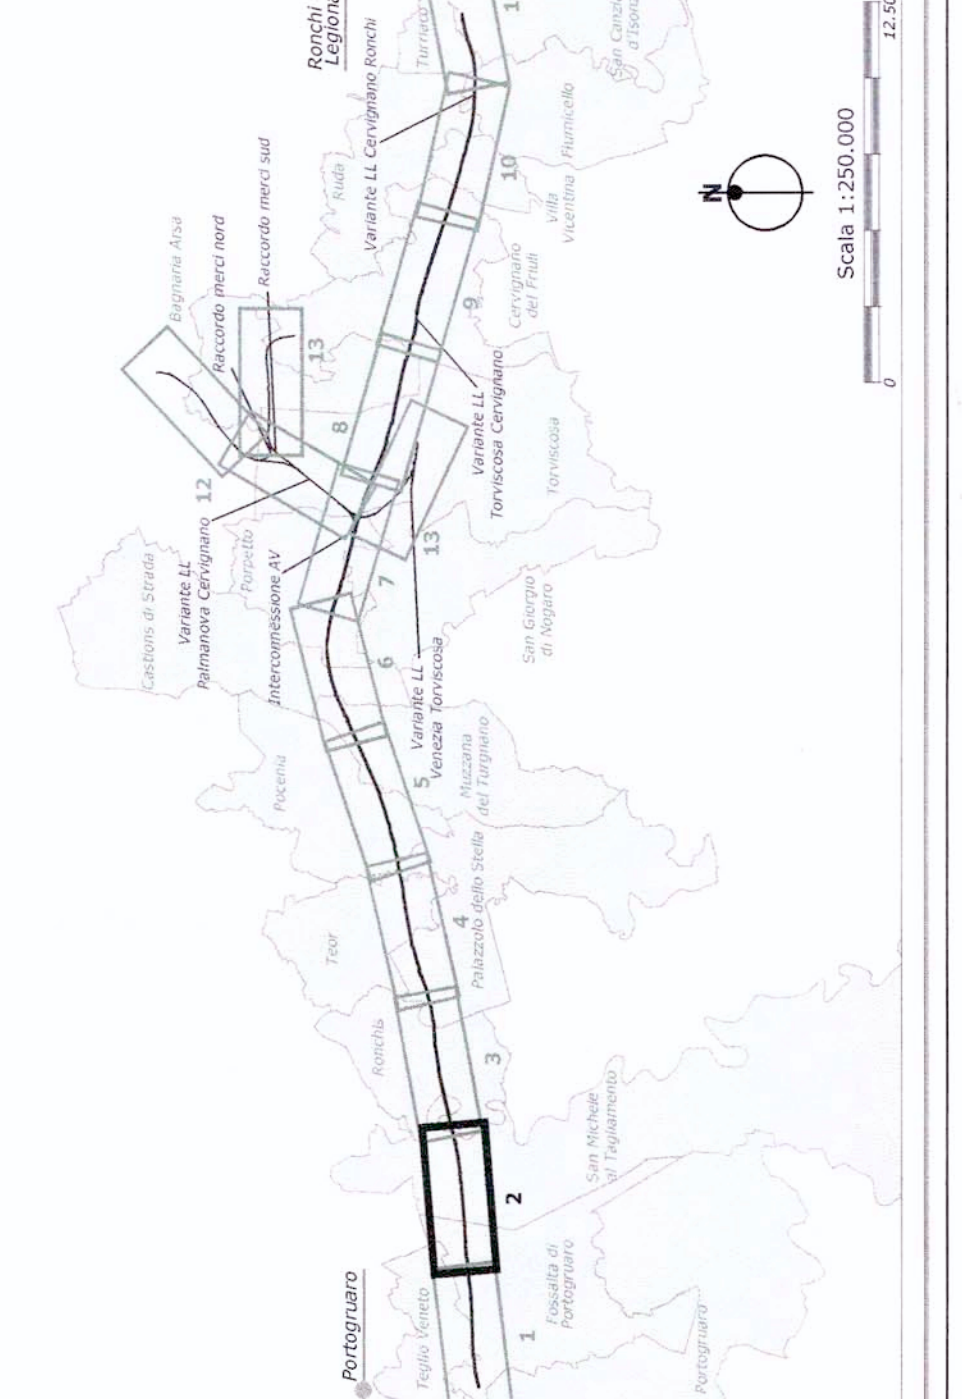 Portogruaro
Teglio Veneto
1
Fossalta di
Portogruaro
Portogruaro
2
San Michele
al Tagliamento
3
Ronchis
Teor
4
Palazzolo dello Stella
5
Muzzana
del Turgnano
Pocenia
6
Variante LL
Venezia Torviscosa
7
San Giorgio
di Nogaro
Castions di Strada
Variante LL
Palmanova Cervignano
Porpetto
Interconnessione AV
12
13
8
Torviscosa
Variante LL
Torviscosa Cervignano
Bagnaria Arsa
Raccordo merci nord
Raccordo merci sud
13
9
Cervignano
del Friuli
Ruda
Variante LL Cervignano Ronchi
10
Villa
Vicentina
Fiumicello
Ronchi
Turriaco
N
Scala 1:250.000
0